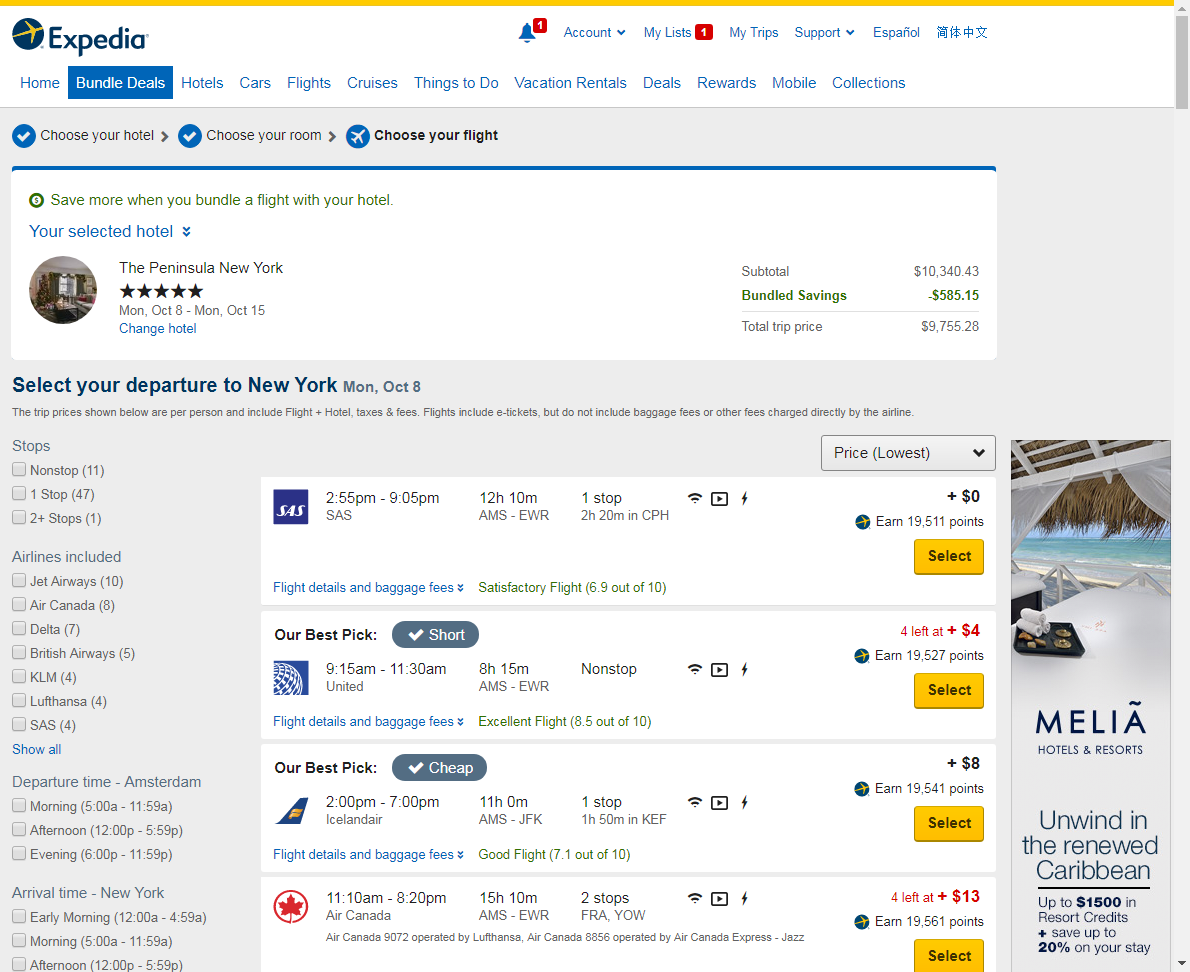 Expedia
1
Account
My Lists 1
My Trips
Support
Español
简体中文
Home
Bundle Deals
Hotels
Cars
Flights
Cruises
Things to Do
Vacation Rentals
Deals
Rewards
Mobile
Collections
Choose your hotel
Choose your room
Choose your flight
Save more when you bundle a flight with your hotel.
Your selected hotel
The Peninsula New York
Mon, Oct 8 - Mon, Oct 15
Change hotel
Subtotal $10,340.43
Bundled Savings -$585.15
Total trip price $9,755.28
Select your departure to New York Mon, Oct 8
The trip prices shown below are per person and include Flight + Hotel, taxes & fees. Flights include e-tickets, but do not include baggage fees or other fees charged directly by the airline.
Stops
Nonstop (11)
1 Stop (47)
2+ Stops (1)
Airlines included
Jet Airways (10)
Air Canada (8)
Delta (7)
British Airways (5)
KLM (4)
Lufthansa (4)
SAS (4)
Show all
Departure time - Amsterdam
Morning (5:00a - 11:59a)
Afternoon (12:00p - 5:59p)
Evening (6:00p - 11:59p)
Arrival time - New York
Early Morning (12:00a - 4:59a)
Morning (5:00a - 11:59a)
Afternoon (12:00p - 5:59p)
Price (Lowest)
SAS
2:55pm - 9:05pm 12h 10m 1 stop + $0
SAS AMS - EWR 2h 20m in CPH
Earn 19,511 points
Select
Flight details and baggage fees Satisfactory Flight (6.9 out of 10)
Our Best Pick: Short 4 left at + $4
Earn 19,527 points
9:15am - 11:30am 8h 15m Nonstop
United AMS - EWR
Select
Flight details and baggage fees Excellent Flight (8.5 out of 10)
Our Best Pick: Cheap + $8
Earn 19,541 points
2:00pm - 7:00pm 11h 0m 1 stop
Icelandair AMS - JFK 1h 50m in KEF
Select
Flight details and baggage fees Good Flight (7.1 out of 10)
11:10am - 8:20pm 15h 10m 2 stops 4 left at + $13
Air Canada AMS - EWR FRA, YOW
Earn 19,561 points
Air Canada 9072 operated by Lufthansa, Air Canada 8856 operated by Air Canada Express - Jazz
Select
MELIÃ
HOTELS & RESORTS
Unwind in
the renewed
Caribbean
Up to $1500 in
Resort Credits
+ save up to
20% on your stay